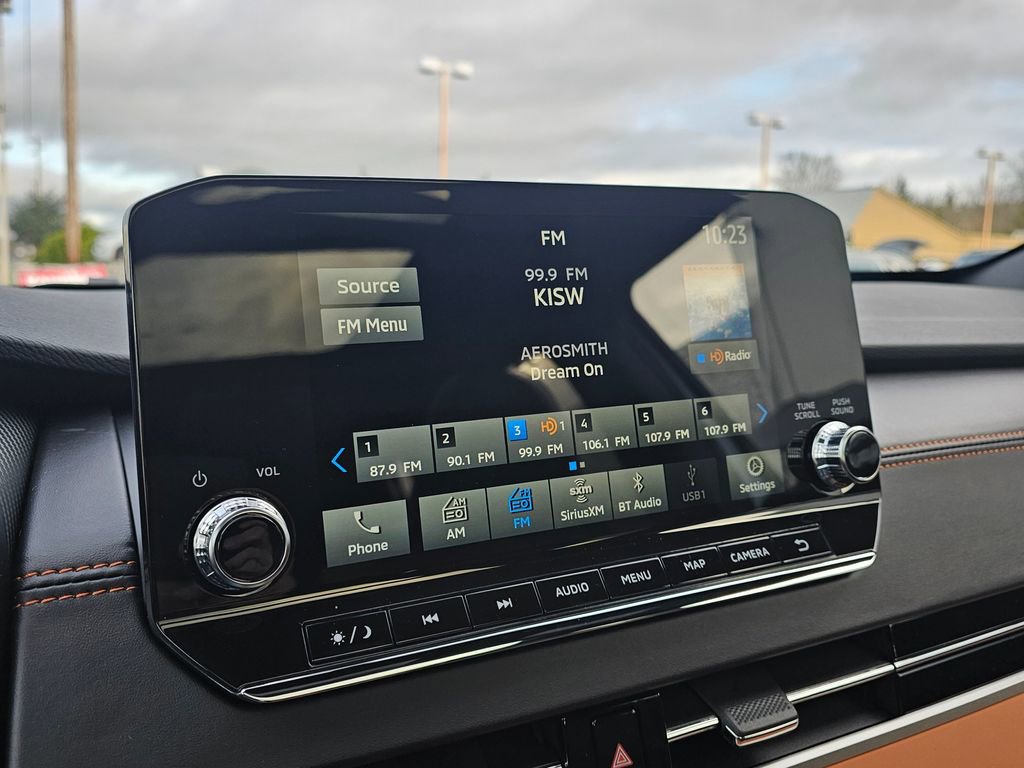 FM
10:23
Source
99.9 FM
KISW
FM Menu
AEROSMITH
Dream On
HD Radio
TUNE
SCROLL
PUSH
SOUND
1
87.9 FM
2
90.1 FM
3
HD 1
99.9 FM
4
106.1 FM
5
107.9 FM
6
107.9 FM
VOL
Phone
AM
AM
FM
FM
sxm
SiriusXM
BT Audio
USB1
Settings
AUDIO
MENU
MAP
CAMERA